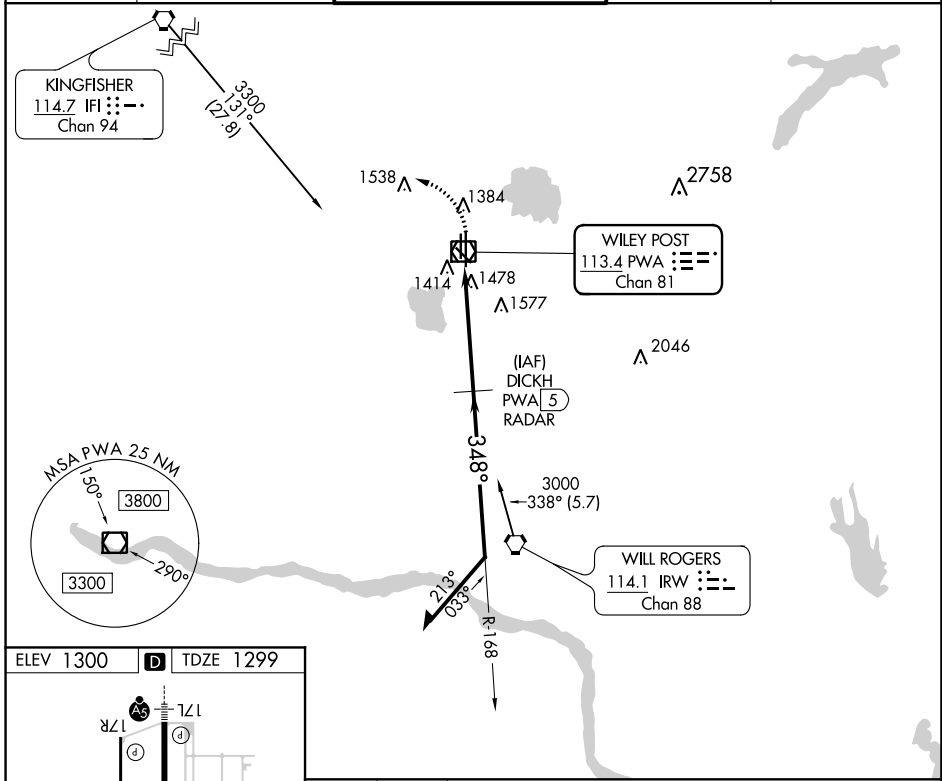 KINGFISHER
114.7 IFI
Chan 94
3300
131°
(27.8)
1538
1384
2758
WILEY POST
113.4 PWA
Chan 81
1414
1478
1577
2046
(IAF)
DICKH
PWA 5
RADAR
348°
3000
338° (5.7)
MSA PWA 25 NM
150°
3800
290°
3300
WILL ROGERS
114.1 IRW
Chan 88
213°
033°
R-168
ELEV 1300 D TDZE 1299
A5
17L
17R
P
P